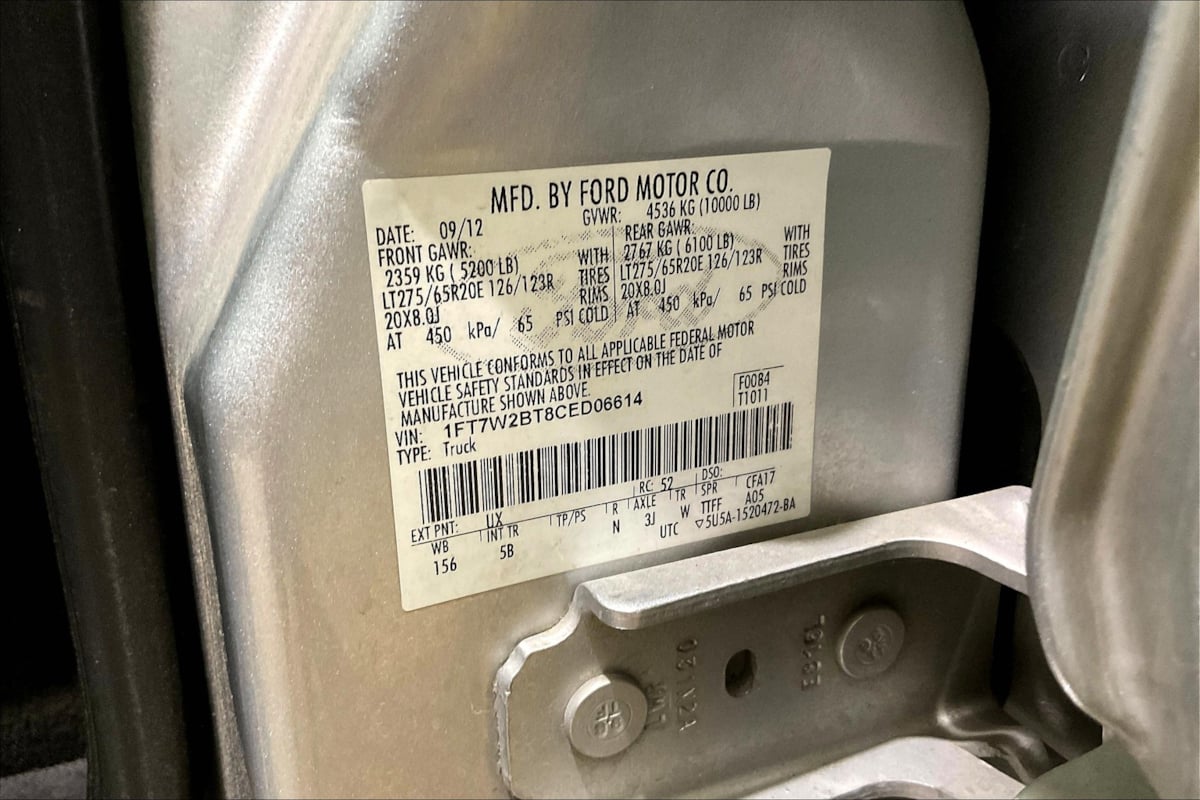 MFD. BY FORD MOTOR CO.
DATE: 09/12 GVWR: 4536 KG (10000 LB)
FRONT GAWR: REAR GAWR:
2359 KG ( 5200 LB) WITH 2767 KG ( 6100 LB) WITH
LT275/65R20E 126/123R TIRES LT275/65R20E 126/123R TIRES
20X8.0J RIMS 20X8.0J RIMS
AT 450 kPa/ 65 PSI COLD AT 450 kPa/ 65 PSI COLD
THIS VEHICLE CONFORMS TO ALL APPLICABLE FEDERAL MOTOR
VEHICLE SAFETY STANDARDS IN EFFECT ON THE DATE OF
MANUFACTURE SHOWN ABOVE.
F0084
T1011
VIN: 1FT7W2BT8CED06614
TYPE: Truck
EXT PNT: UX RC: 52 DSO:
WB INT TR TP/PS R AXLE TR SPR CFA17
156 5B N 3J W TTFF A05
UTC ▽5U5A-1520472-BA